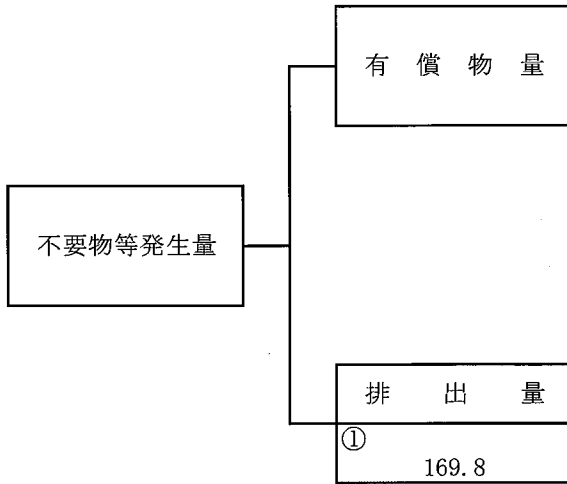 有償物量
不要物等発生量
排出量
①
169.8